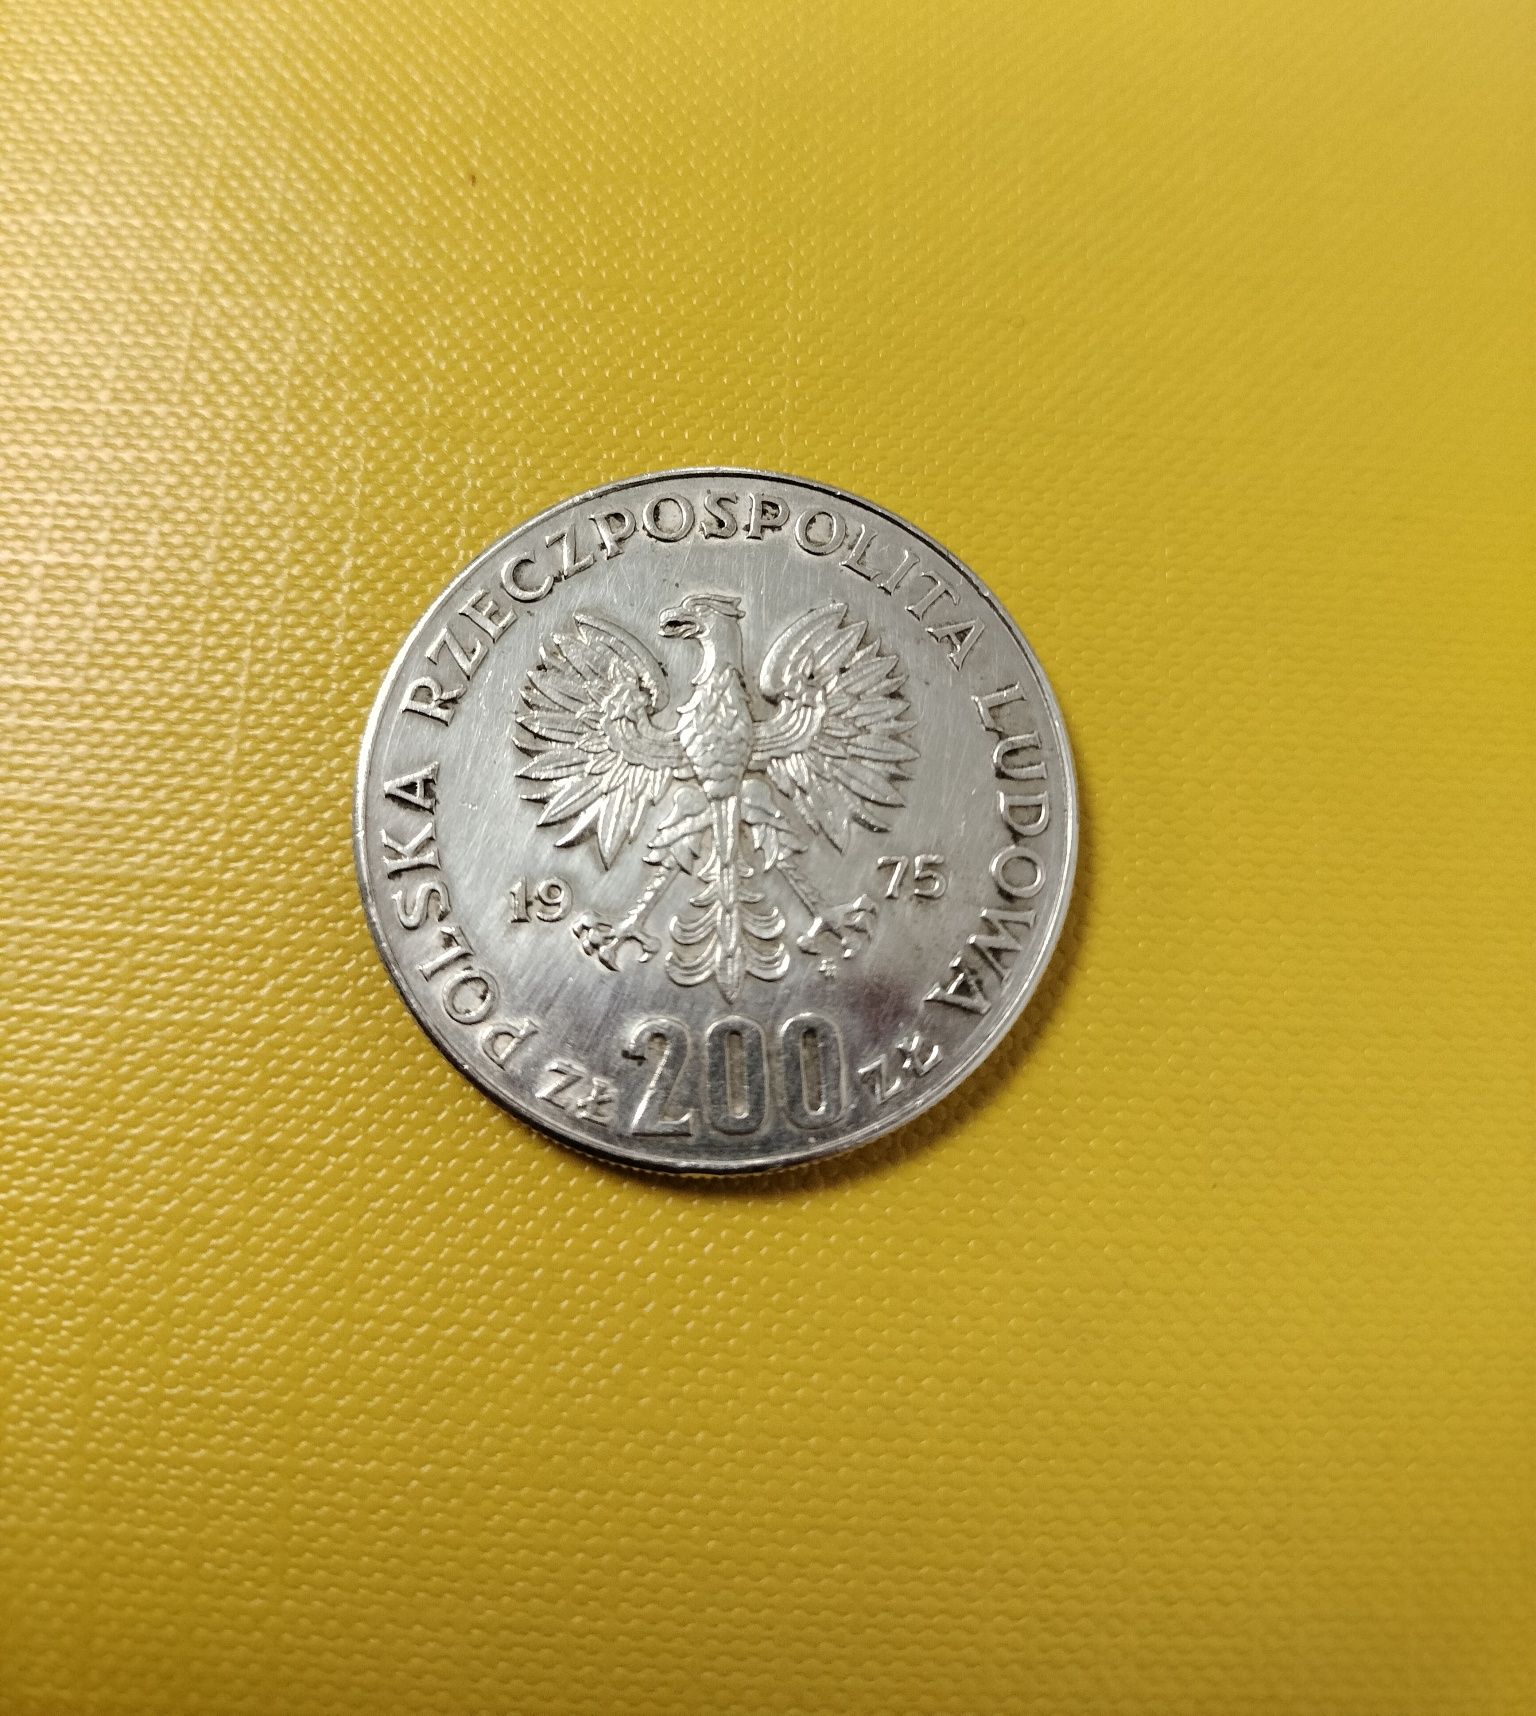 POLSKA RZECZPOSPOLITA LUDOWA
19 75
ZŁ 200 ZŁ